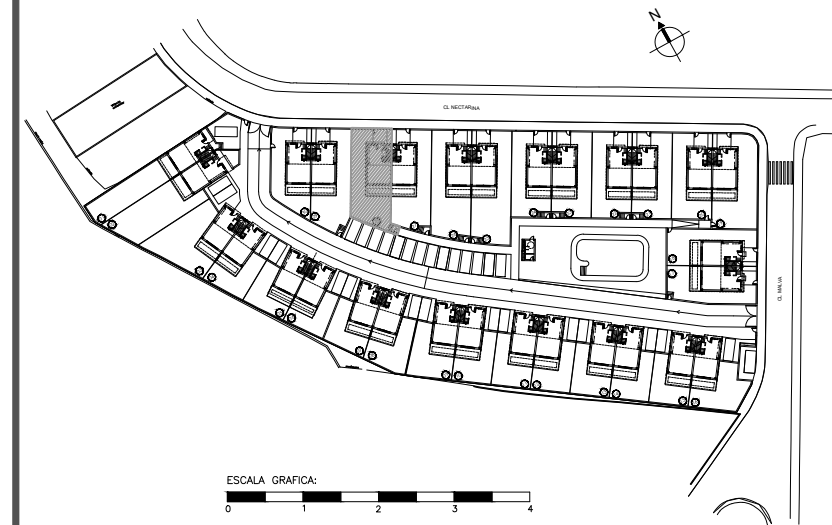 N
CL NECTARINA
CL MALVA
ESCALA GRAFICA:
0 1 2 3 4